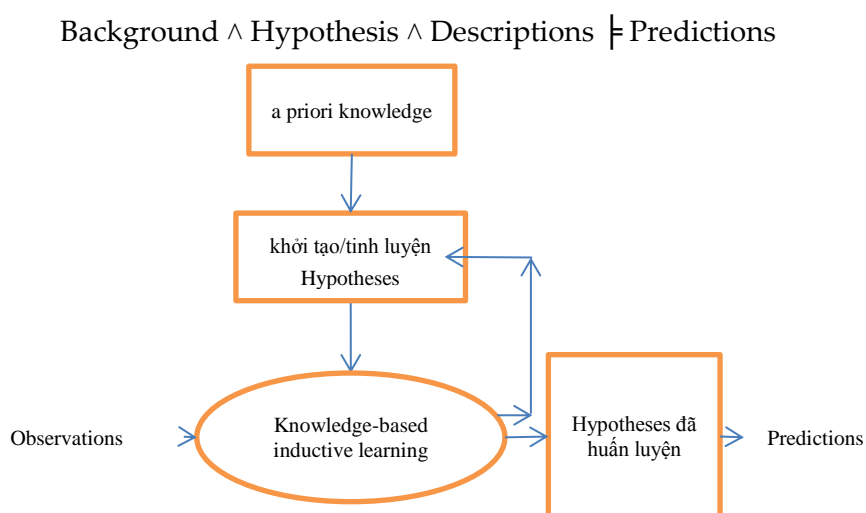 Background ^ Hypothesis ^ Descriptions ╞ Predictions
a priori knowledge
khởi tạo/tinh luyện
Hypotheses
Observations
Knowledge-based
inductive learning
Hypotheses đã
huấn luyện
Predictions